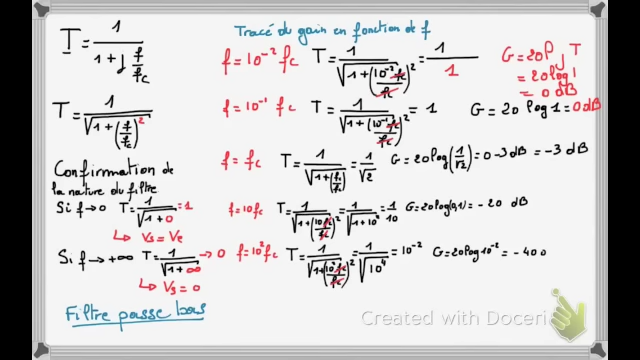 Tracé du gain en fonction de f
T = 1 / (1 + j f/fc)
T = 1 / √(1 + (f/fc)²)
Confirmation de
la nature du filtre
Si f → 0 T = 1 / √(1 + 0) = 1
↳ Vs = Ve
Si f → +∞ T = 1 / √(1 + ∞) → 0
↳ Vs = 0
Filtre passe bas
f = 10⁻² fc T = 1 / √(1 + (10⁻² fc / fc)²) = 1 / 1 G = 20 log T
= 20 log 1
= 0 dB
f = 10⁻¹ fc T = 1 / √(1 + (10⁻¹ fc / fc)²) = 1 G = 20 log 1 = 0 dB
f = fc T = 1 / √(1 + (fc/fc)) = 1/√2 G = 20 log (1/√2) = 0 - 3 dB = - 3 dB
f = 10 fc T = 1 / √(1 + (10 fc / fc)²) = 1 / √(1 + 10⁴) = 1/10 G = 20 log (0,1) = - 20 dB
f = 10² fc T = 1 / √(1 + (10² fc / fc)²) = 1 / √10⁴ = 10⁻² G = 20 log 10⁻² = - 40
Created with Doceri